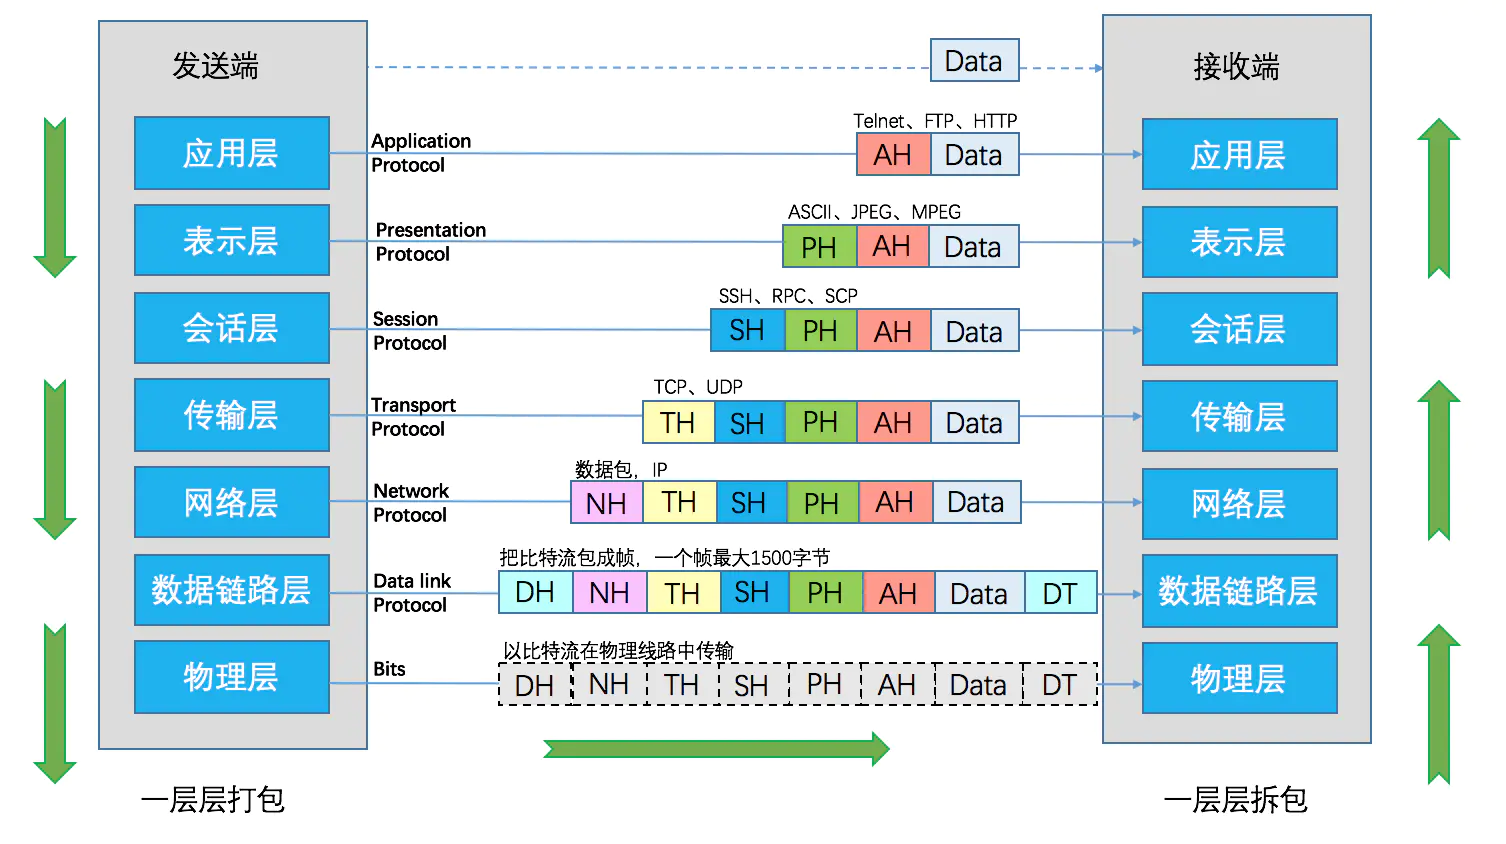 发送端
Data
接收端
Telnet、FTP、HTTP
应用层
Application
Protocol
AH
Data
应用层
ASCII、JPEG、MPEG
表示层
Presentation
Protocol
PH
AH
Data
表示层
SSH、RPC、SCP
会话层
Session
Protocol
SH
PH
AH
Data
会话层
TCP、UDP
传输层
Transport
Protocol
TH
SH
PH
AH
Data
传输层
数据包，IP
网络层
Network
Protocol
NH
TH
SH
PH
AH
Data
网络层
把比特流包成帧，一个帧最大1500字节
数据链路层
Data link
Protocol
DH
NH
TH
SH
PH
AH
Data
DT
数据链路层
以比特流在物理线路中传输
物理层
Bits
DH
NH
TH
SH
PH
AH
Data
DT
物理层
一层层打包
一层层拆包